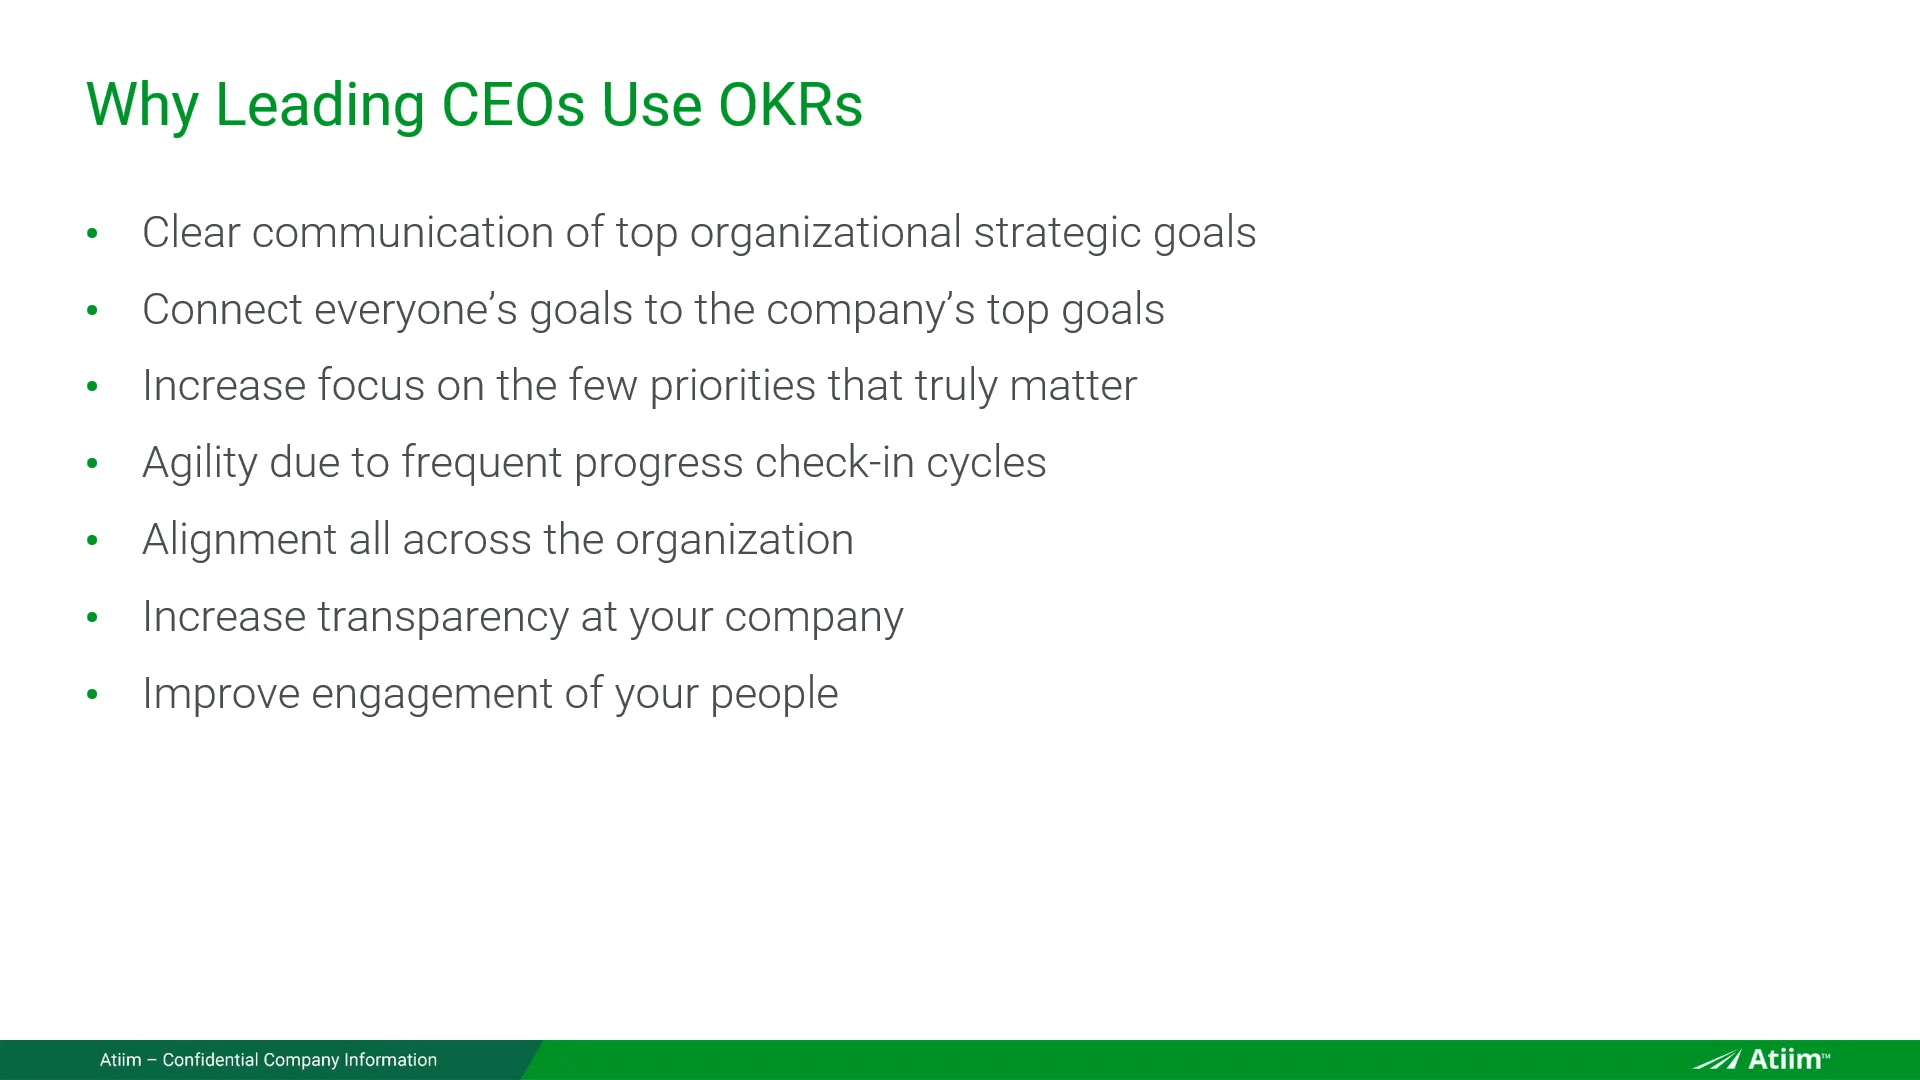 Why Leading CEOs Use OKRs
• Clear communication of top organizational strategic goals
• Connect everyone’s goals to the company’s top goals
• Increase focus on the few priorities that truly matter
• Agility due to frequent progress check-in cycles
• Alignment all across the organization
• Increase transparency at your company
• Improve engagement of your people
Atiim – Confidential Company Information
Atiim™